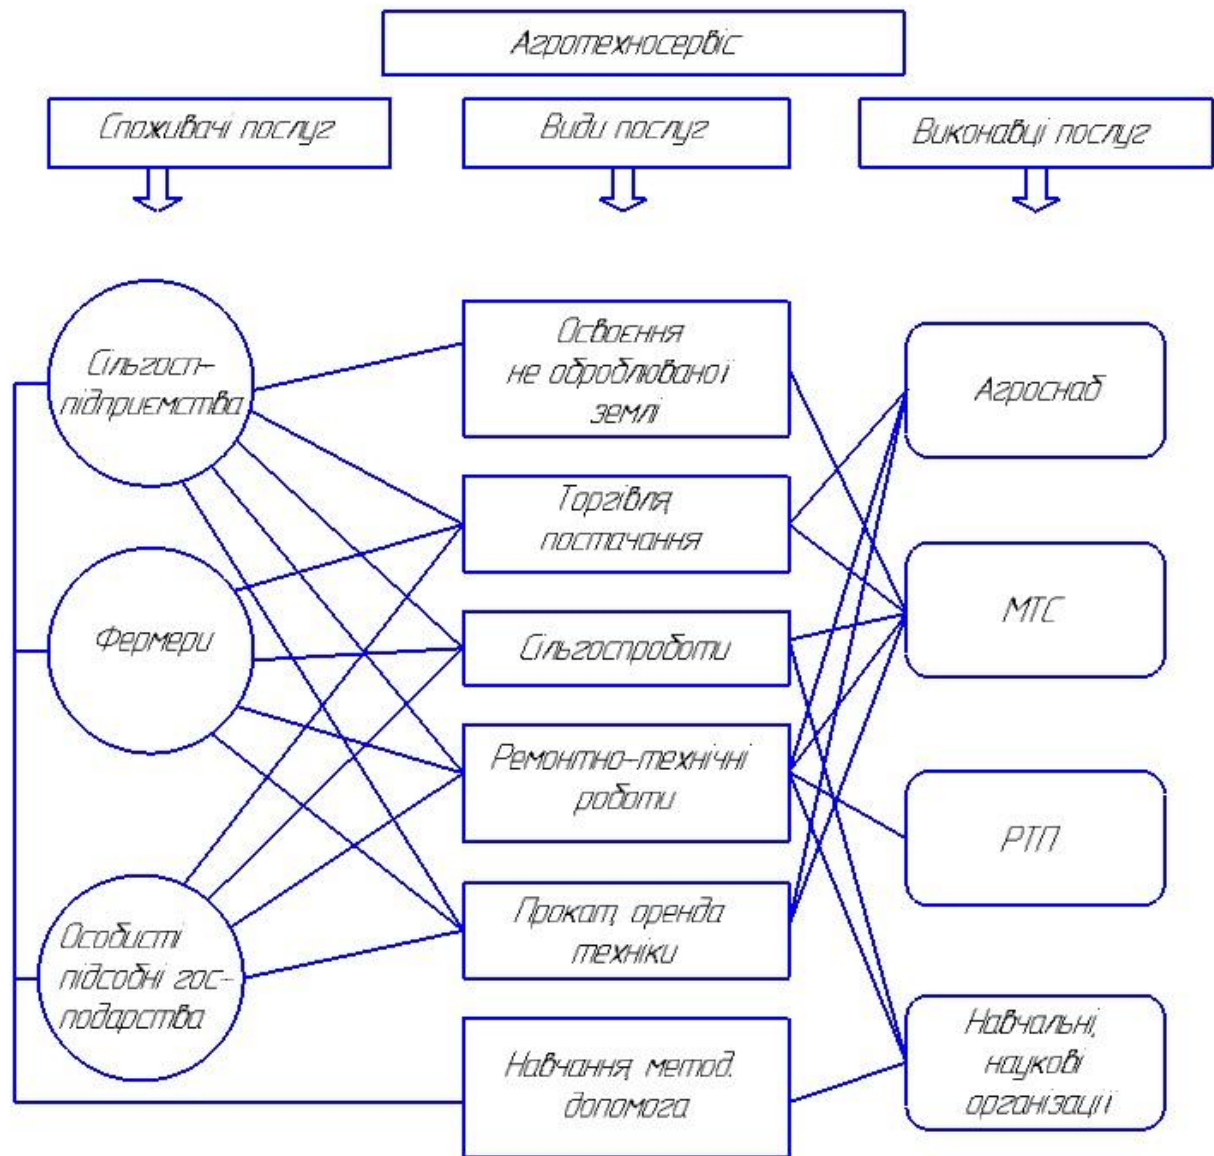 Агротехносервіс
Споживачі послуг
Види послуг
Виконавці послуг
Сільгосп-
підприємства
Фермери
Особисті
підсобні гос-
подарства
Освоєння
не оброблюваної
землі
Торгівля,
постачання
Сільгоспроботи
Ремонтно-технічні
роботи
Прокат, оренда
техніки
Навчання, метод.
допомога
Агроснаб
МТС
РТП
Навчальні,
наукові
організації